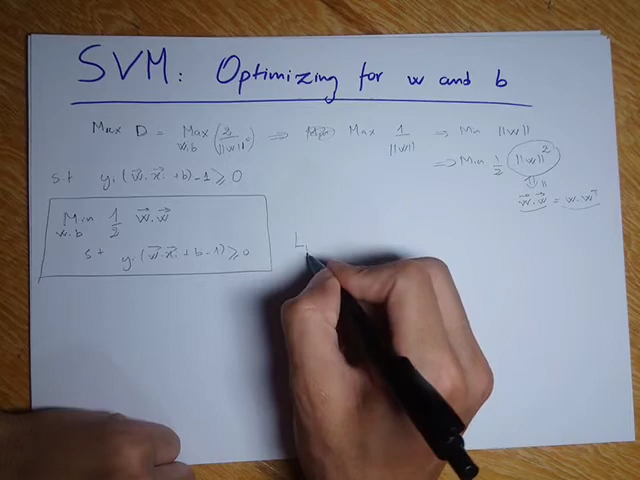 SVM: Optimizing for w and b
Max D = Max w,b (2/||w||) ⇒ Max 1/||w|| ⇒ Min ||w||
⇒ Min 1/2 ||w||²
s.t yᵢ(w⃗.x⃗ᵢ+b)-1⩾0
w⃗.w⃗ = w.wᵀ
Min w.b 1/2 w⃗.w⃗
st yᵢ(w⃗.x⃗ᵢ+b-1)⩾0
L